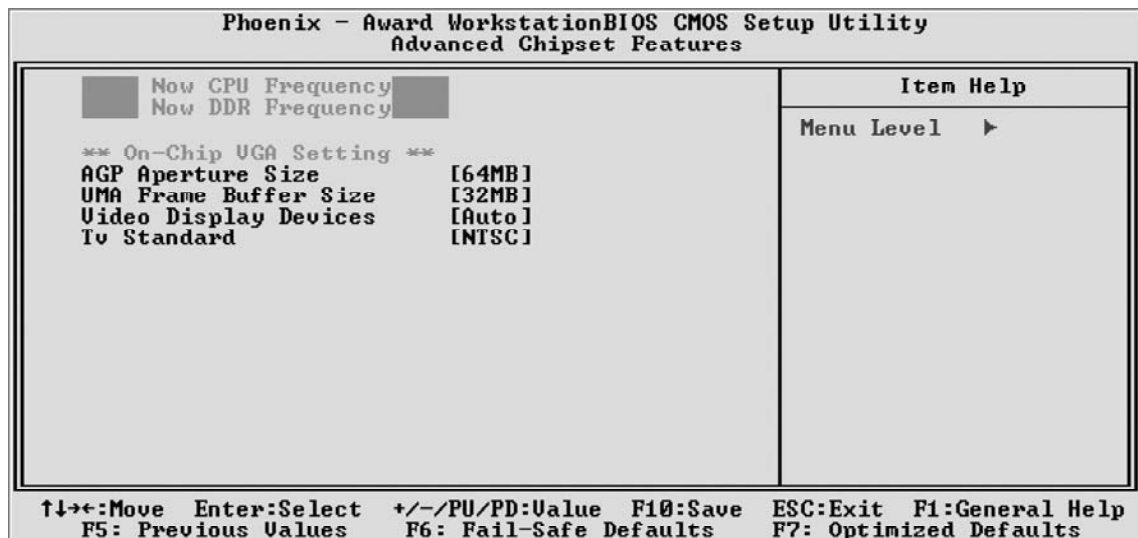 Phoenix - Award WorkstationBIOS CMOS Setup Utility
Advanced Chipset Features
Now CPU Frequency
Now DDR Frequency
** On-Chip VGA Setting **
AGP Aperture Size [64MB]
UMA Frame Buffer Size [32MB]
Video Display Devices [Auto]
Tv Standard [NTSC]
Item Help
Menu Level ►
↑↓→←:Move Enter:Select +/-/PU/PD:Value F10:Save ESC:Exit F1:General Help
F5: Previous Values F6: Fail-Safe Defaults F7: Optimized Defaults